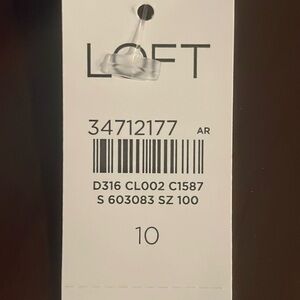 LOFT
34712177 AR
D316 CL002 C1587
S 603083 SZ 100
10